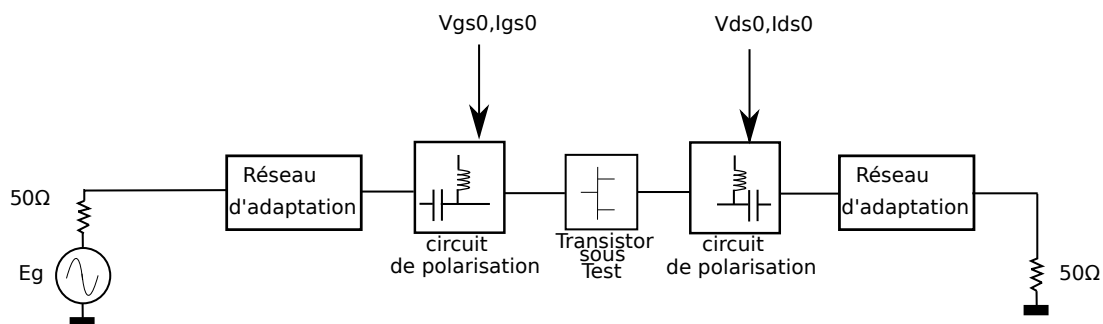 Vgs0,Igs0
Vds0,Ids0
50Ω
Réseau
d'adaptation
Réseau
d'adaptation
Eg
circuit
de polarisation
Transistor
sous
Test
circuit
de polarisation
50Ω